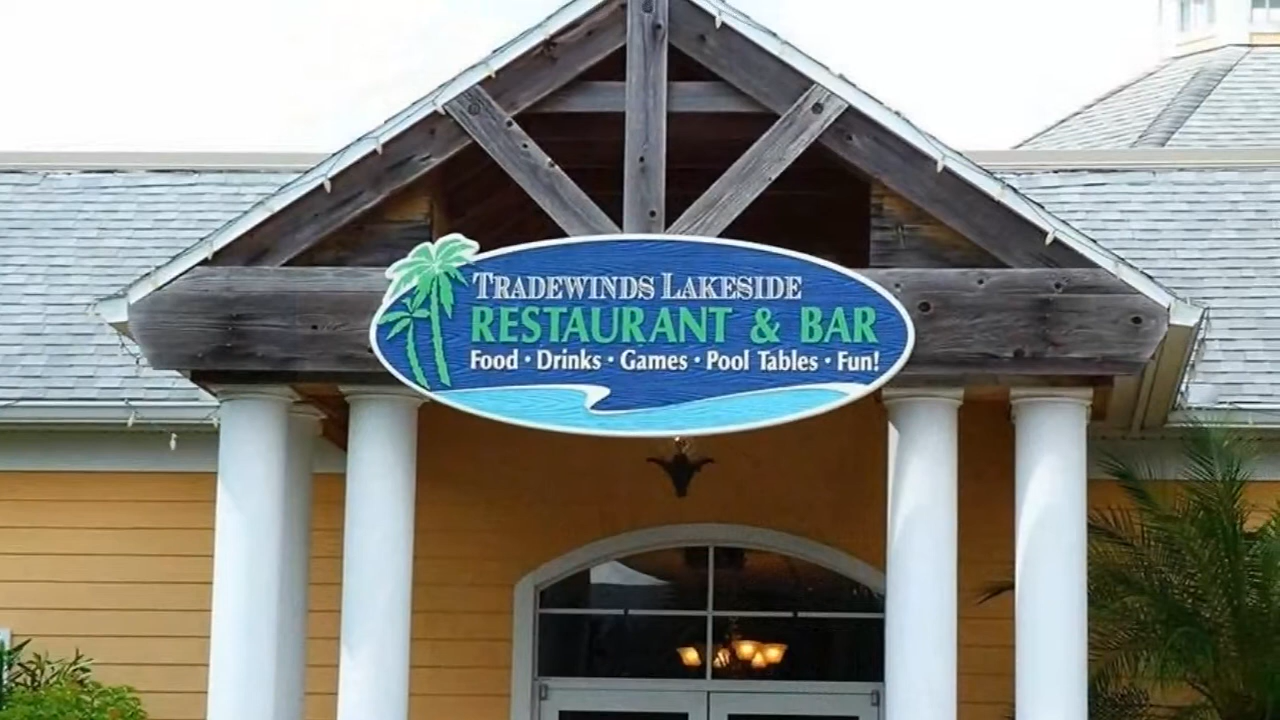 TRADEWINDS LAKESIDE
RESTAURANT & BAR
Food · Drinks · Games · Pool Tables · Fun!